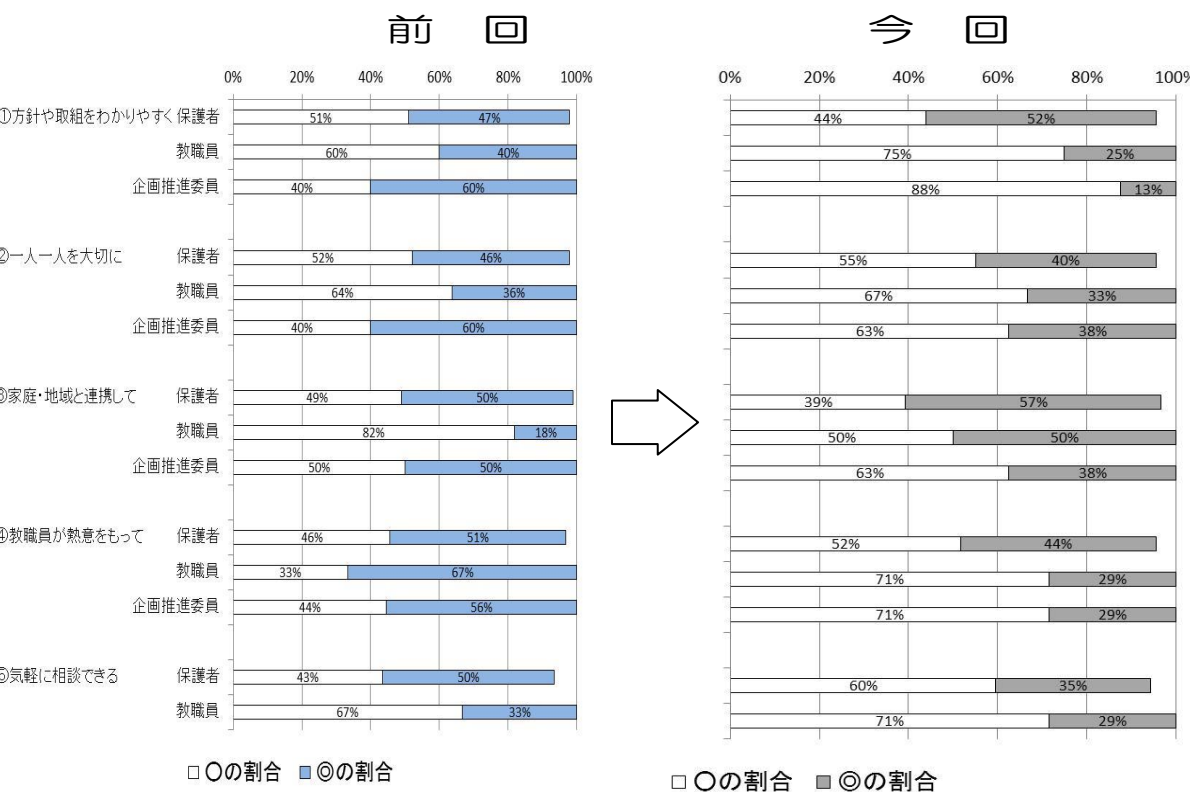 前 回
今 回
0% 20% 40% 60% 80% 100%
0% 20% 40% 60% 80% 100%
①方針や取組をわかりやすく 保護者 51% 47% 44% 52%
教職員 60% 40% 75% 25%
企画推進委員 40% 60% 88% 13%
②一人一人を大切に 保護者 52% 46% 55% 40%
教職員 64% 36% 67% 33%
企画推進委員 40% 60% 63% 38%
③家庭・地域と連携して 保護者 49% 50% 39% 57%
教職員 82% 18% 50% 50%
企画推進委員 50% 50% 63% 38%
④教職員が熱意をもって 保護者 46% 51% 52% 44%
教職員 33% 67% 71% 29%
企画推進委員 44% 56% 71% 29%
⑤気軽に相談できる 保護者 43% 50% 60% 35%
教職員 67% 33% 71% 29%
〇の割合 ◎の割合
〇の割合 ◎の割合